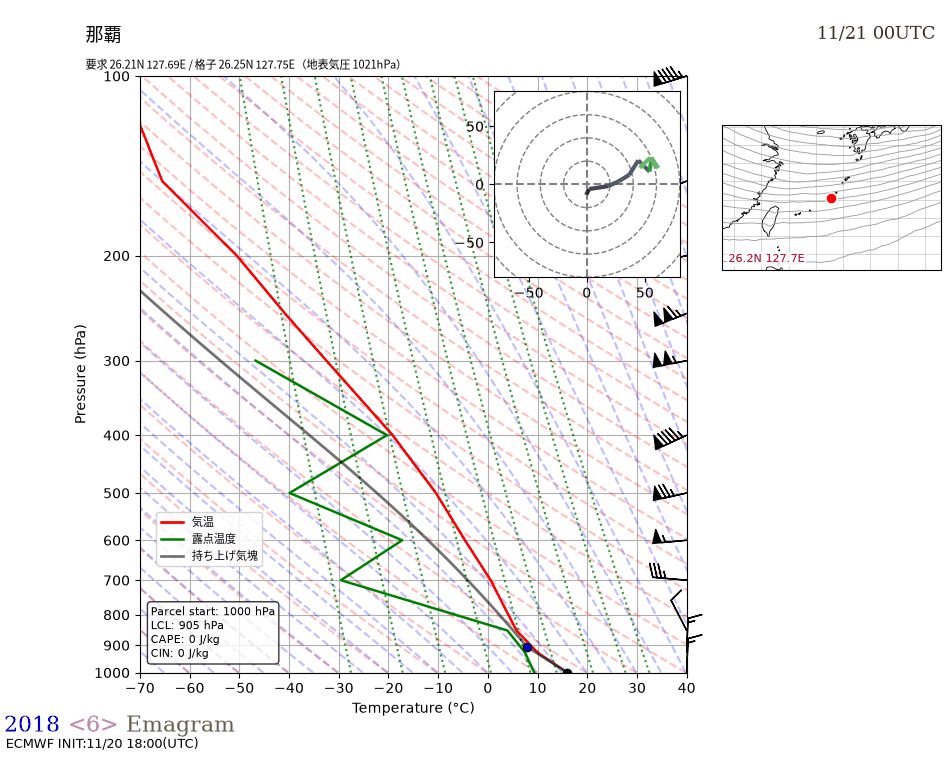 那覇
11/21 00UTC
要求 26.21N 127.69E / 格子 26.25N 127.75E（地表気圧 1021hPa）
100
200
300
400
500
600
700
800
900
1000
Pressure (hPa)
50
0
−50
−50 0 50
26.2N 127.7E
気温
露点温度
持ち上げ気塊
Parcel start: 1000 hPa
LCL: 905 hPa
CAPE: 0 J/kg
CIN: 0 J/kg
−70 −60 −50 −40 −30 −20 −10 0 10 20 30 40
Temperature (°C)
2018 <6> Emagram
ECMWF INIT:11/20 18:00(UTC)